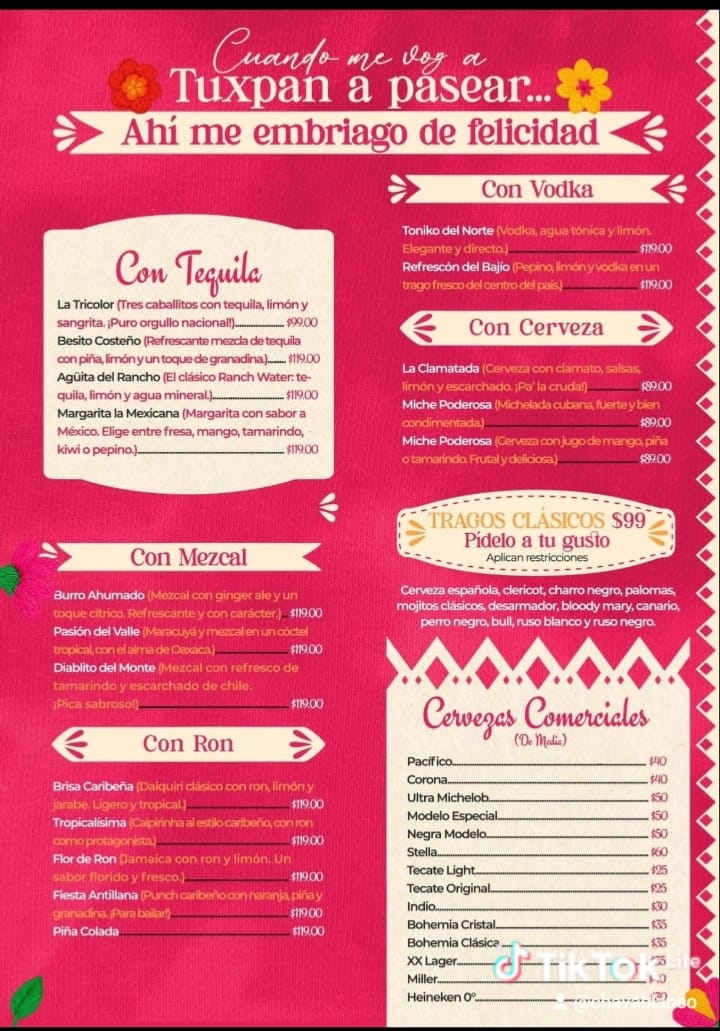 Cuando me voy a
Tuxpan a pasear...
Ahí me embriago de felicidad
Con Tequila
La Tricolor (Tres caballitos con tequila, limón y
sangrita. ¡Puro orgullo nacional!) $99.00
Besito Costeño (Refrescante mezcla de tequila
con piña, limón y un toque de granadina.) $119.00
Agüita del Rancho (El clásico Ranch Water: te-
quila, limón y agua mineral.) $119.00
Margarita la Mexicana (Margarita con sabor a
México. Elige entre fresa, mango, tamarindo,
kiwi o pepino.) $119.00
Con Mezcal
Burro Ahumado (Mezcal con ginger ale y un
toque cítrico. Refrescante y con carácter.) $119.00
Pasión del Valle (Maracuyá y mezcal en un cóctel
tropical, con el alma de Oaxaca.) $119.00
Diablito del Monte (Mezcal con refresco de
tamarindo y escarchado de chile.
¡Pica sabroso!) $119.00
Con Ron
Brisa Caribeña (Daiquirí clásico con ron, limón y
jarabe. Ligero y tropical.) $119.00
Tropicalísima (Caipirinha al estilo caribeño, con ron
como protagonista.) $119.00
Flor de Ron (Jamaica con ron y limón. Un
sabor florido y fresco.) $119.00
Fiesta Antillana (Punch caribeño con naranja, piña y
granadina. ¡Para bailar!) $119.00
Piña Colada $119.00
Con Vodka
Toniko del Norte (Vodka, agua tónica y limón.
Elegante y directo.) $119.00
Refrescón del Bajío (Pepino, limón y vodka en un
trago fresco del centro del país.) $119.00
Con Cerveza
La Clamatada (Cerveza con clamato, salsas,
limón y escarchado. ¡Pa' la cruda!) $89.00
Miche Poderosa (Michelada cubana, fuerte y bien
condimentada.) $89.00
Miche Poderosa (Cerveza con jugo de mango, piña
o tamarindo. Frutal y deliciosa.) $89.00
TRAGOS CLÁSICOS $99
Pídelo a tu gusto
Aplican restricciones
Cerveza española, clericot, charro negro, palomas,
mojitos clásicos, desarmador, bloody mary, canario,
perro negro, bull, ruso blanco y ruso negro.
Cervezas Comerciales
(De Media)
Pacífico $40
Corona $40
Ultra Michelob $50
Modelo Especial $50
Negra Modelo $50
Stella $60
Tecate Light $25
Tecate Original $25
Indio $30
Bohemia Cristal $35
Bohemia Clásica $35
XX Lager
Miller
Heineken 0°
TikTok Lite